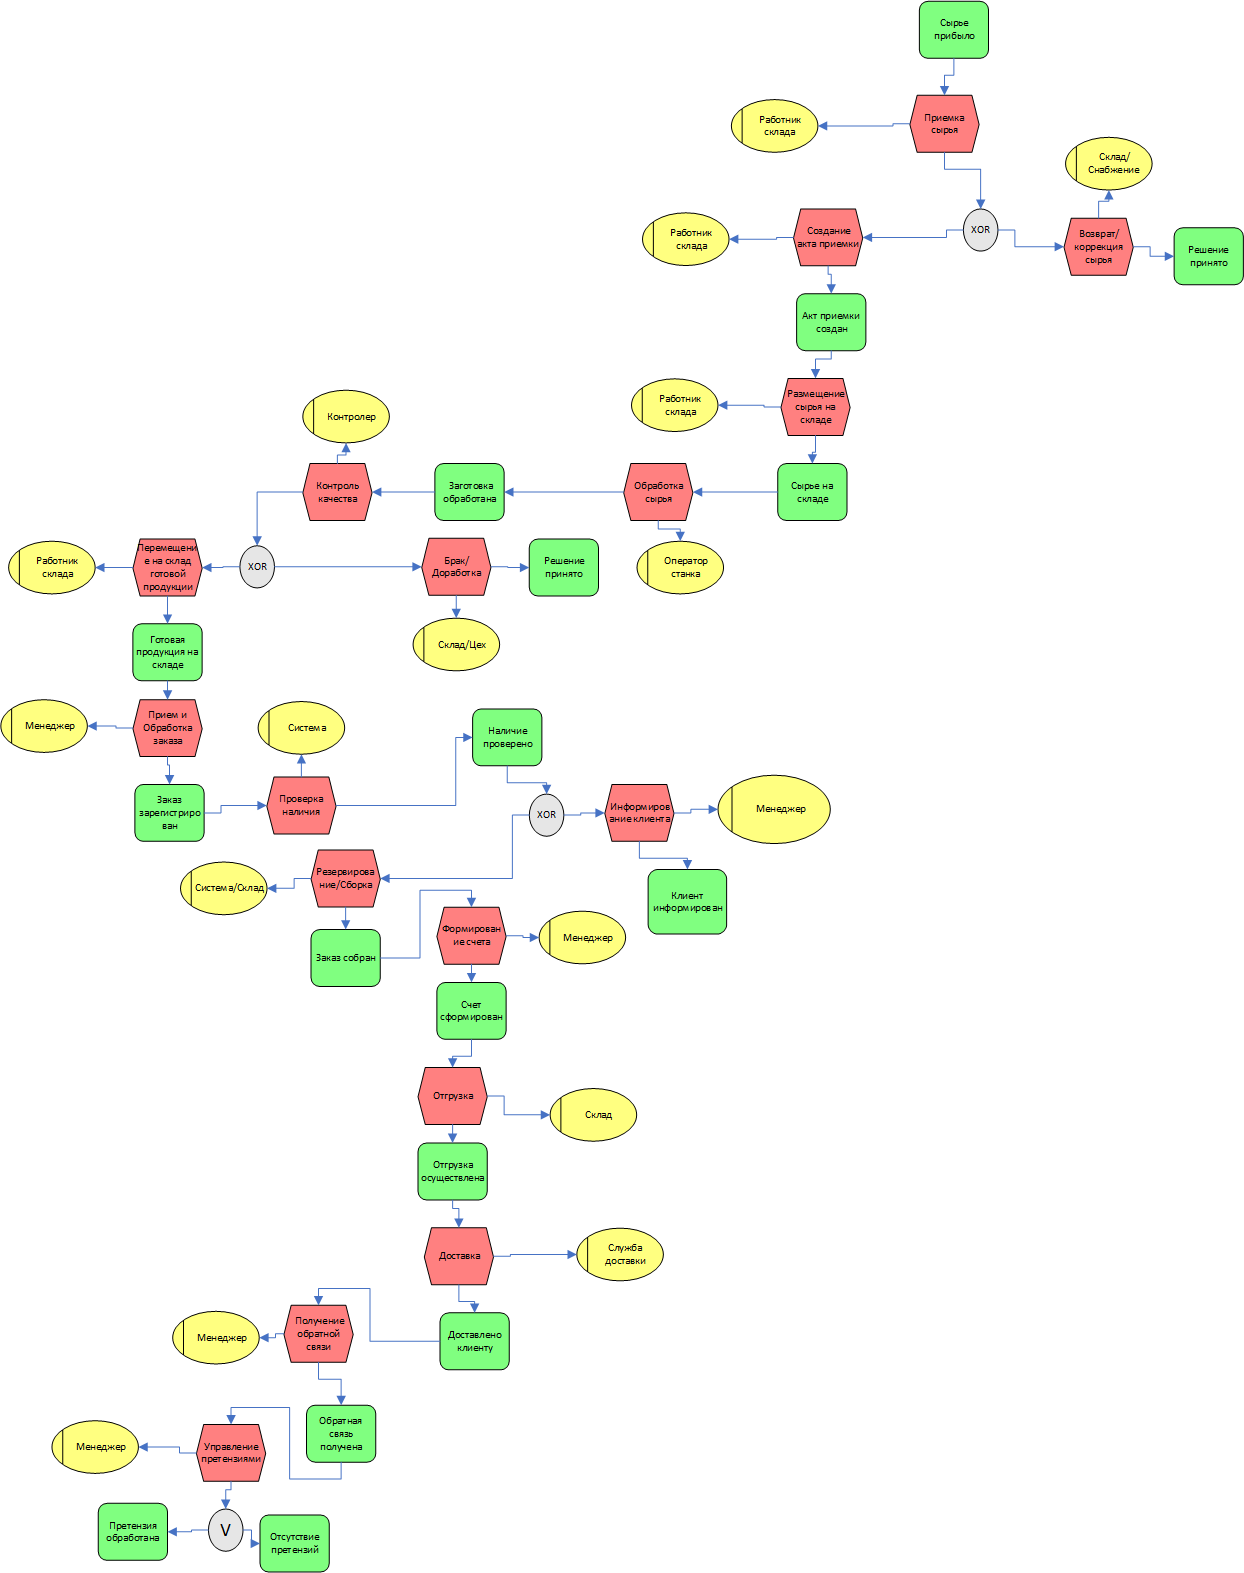 Сырье
прибыло
Приемка
сырья
Работник
склада
Склад/
Снабжение
XOR
Создание
акта приемки
Работник
склада
Возврат/
коррекция
сырья
Решение
принято
Акт приемки
создан
Размещение
сырья на
складе
Работник
склада
Контролер
Контроль
качества
Заготовка
обработана
Обработка
сырья
Сырье на
складе
Работник
склада
Перемещени
е на склад
готовой
продукции
XOR
Брак/
Доработка
Решение
принято
Оператор
станка
Склад/Цех
Готовая
продукция на
складе
Менеджер
Прием и
Обработка
заказа
Система
Наличие
проверено
Заказ
зарегистриро
ван
Проверка
наличия
XOR
Информиров
ание клиента
Менеджер
Система/Склад
Резервирова
ние/Сборка
Клиент
информирован
Заказ собран
Формирован
ие счета
Менеджер
Счет
сформирован
Отгрузка
Склад
Отгрузка
осуществлена
Доставка
Служба
доставки
Менеджер
Получение
обратной
связи
Доставлено
клиенту
Обратная
связь
получена
Менеджер
Управление
претензиями
Претензия
обработана
V
Отсутствие
претензий